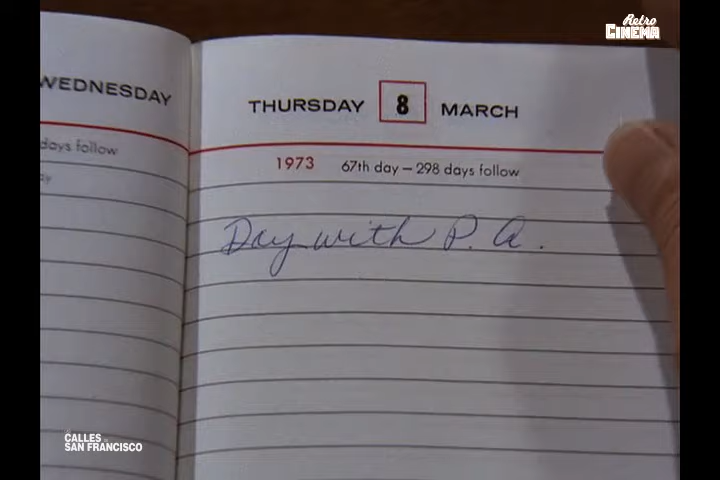 Retro
CINEMA
WEDNESDAY
days follow
THURSDAY 8 MARCH
1973 67th day – 298 days follow
Day with P. A.
CALLES
SAN FRANCISCO